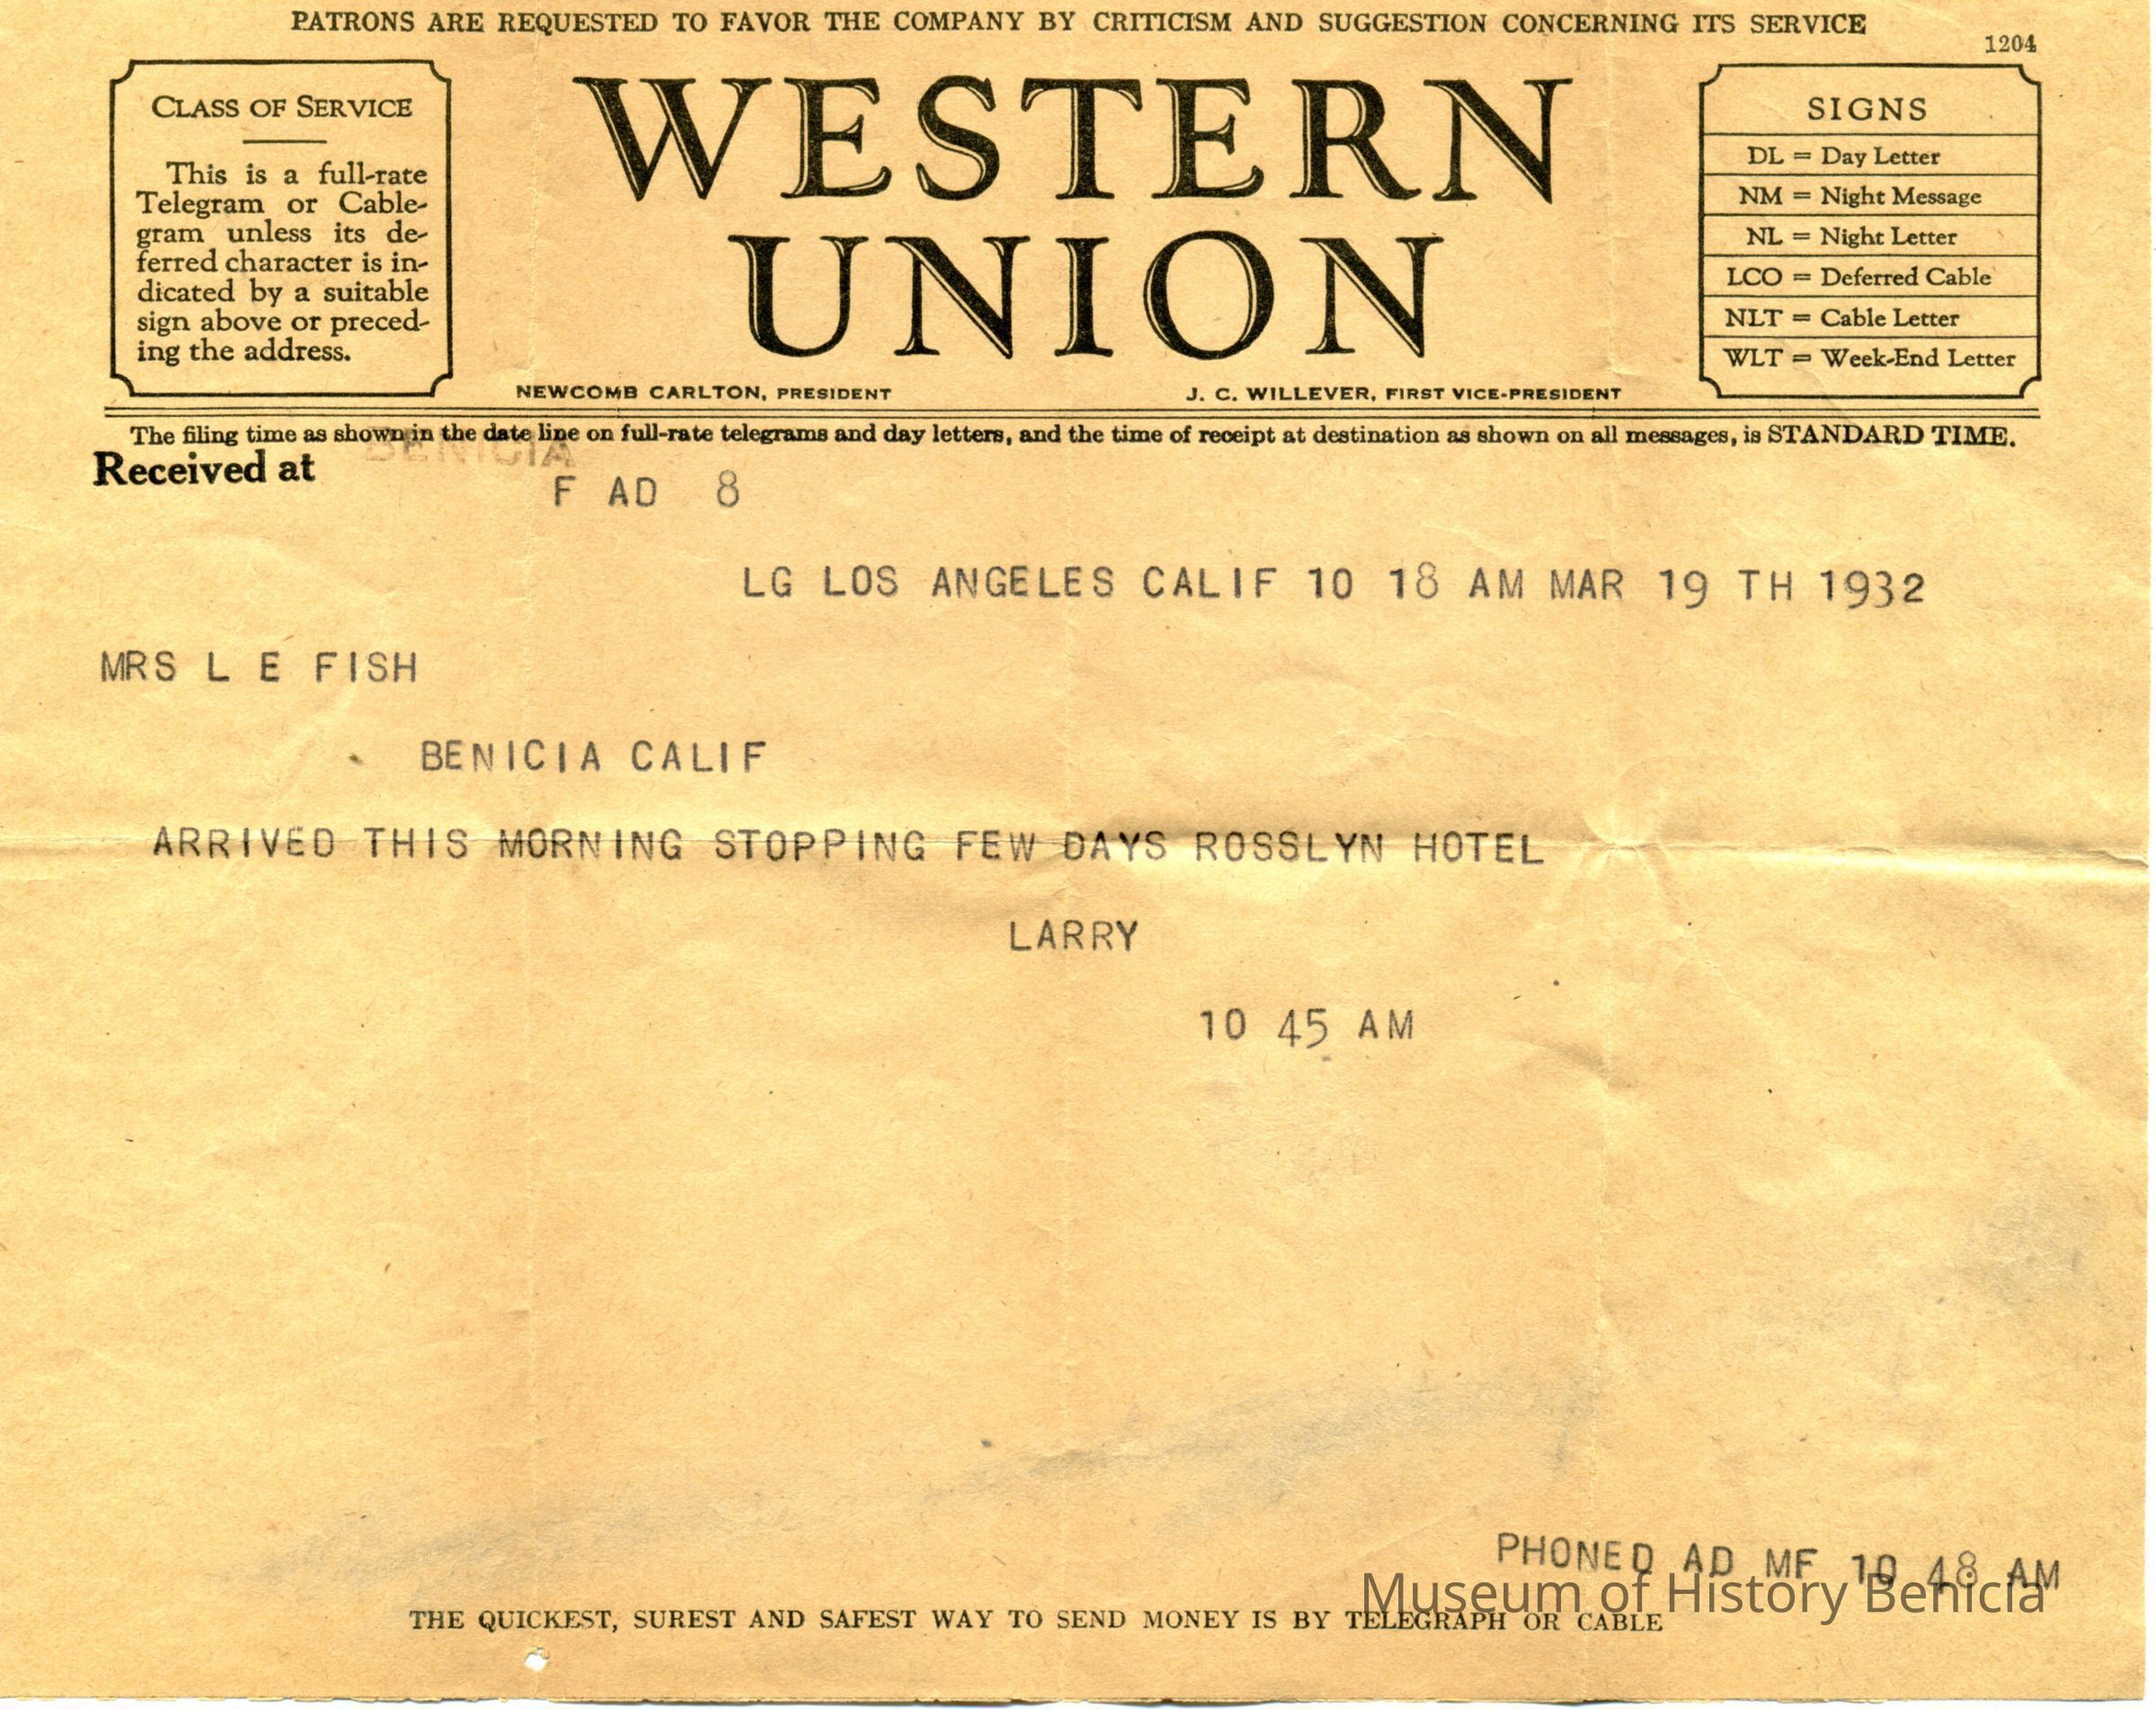 PATRONS ARE REQUESTED TO FAVOR THE COMPANY BY CRITICISM AND SUGGESTION CONCERNING ITS SERVICE
1204
CLASS OF SERVICE
This is a full-rate
Telegram or Cable-
gram unless its de-
ferred character is in-
dicated by a suitable
sign above or preced-
ing the address.
WESTERN
UNION
NEWCOMB CARLTON, PRESIDENT
J. C. WILLEVER, FIRST VICE-PRESIDENT
SIGNS
DL = Day Letter
NM = Night Message
NL = Night Letter
LCO = Deferred Cable
NLT = Cable Letter
WLT = Week-End Letter
The filing time as shown in the date line on full-rate telegrams and day letters, and the time of receipt at destination as shown on all messages, is STANDARD TIME.
Received at
BENICIA
F AD 8
LG LOS ANGELES CALIF 10 18 AM MAR 19 TH 1932
MRS L E FISH
BENICIA CALIF
ARRIVED THIS MORNING STOPPING FEW DAYS ROSSLYN HOTEL
LARRY
10 45 AM
PHONED AD MF 10 48 AM
Museum of History Benicia
THE QUICKEST, SUREST AND SAFEST WAY TO SEND MONEY IS BY TELEGRAPH OR CABLE